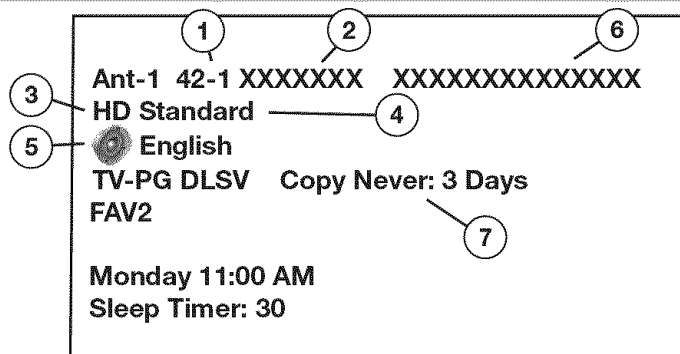 1 2 6
Ant-1 42-1 XXXXXXX XXXXXXXXXXXXXX
3 HD Standard 4
5 English
TV-PG DLSV Copy Never: 3 Days
FAV2 7
Monday 11:00 AM
Sleep Timer: 30